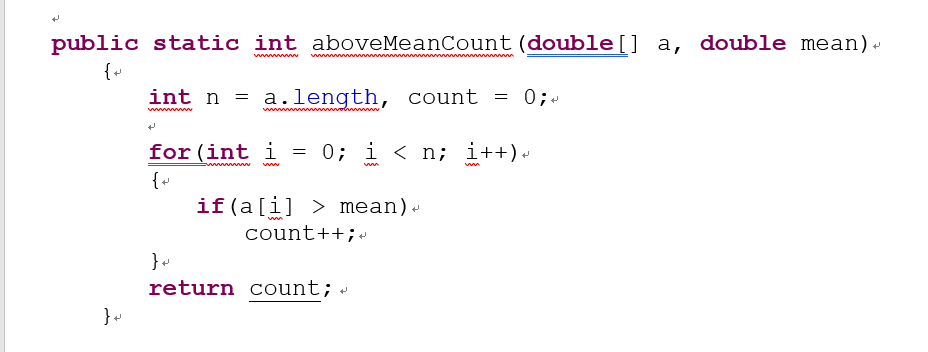 public static int aboveMeanCount(double[] a, double mean)
{
int n = a.length, count = 0;
for(int i = 0; i < n; i++)
{
if(a[i] > mean)
count++;
}
return count;
}